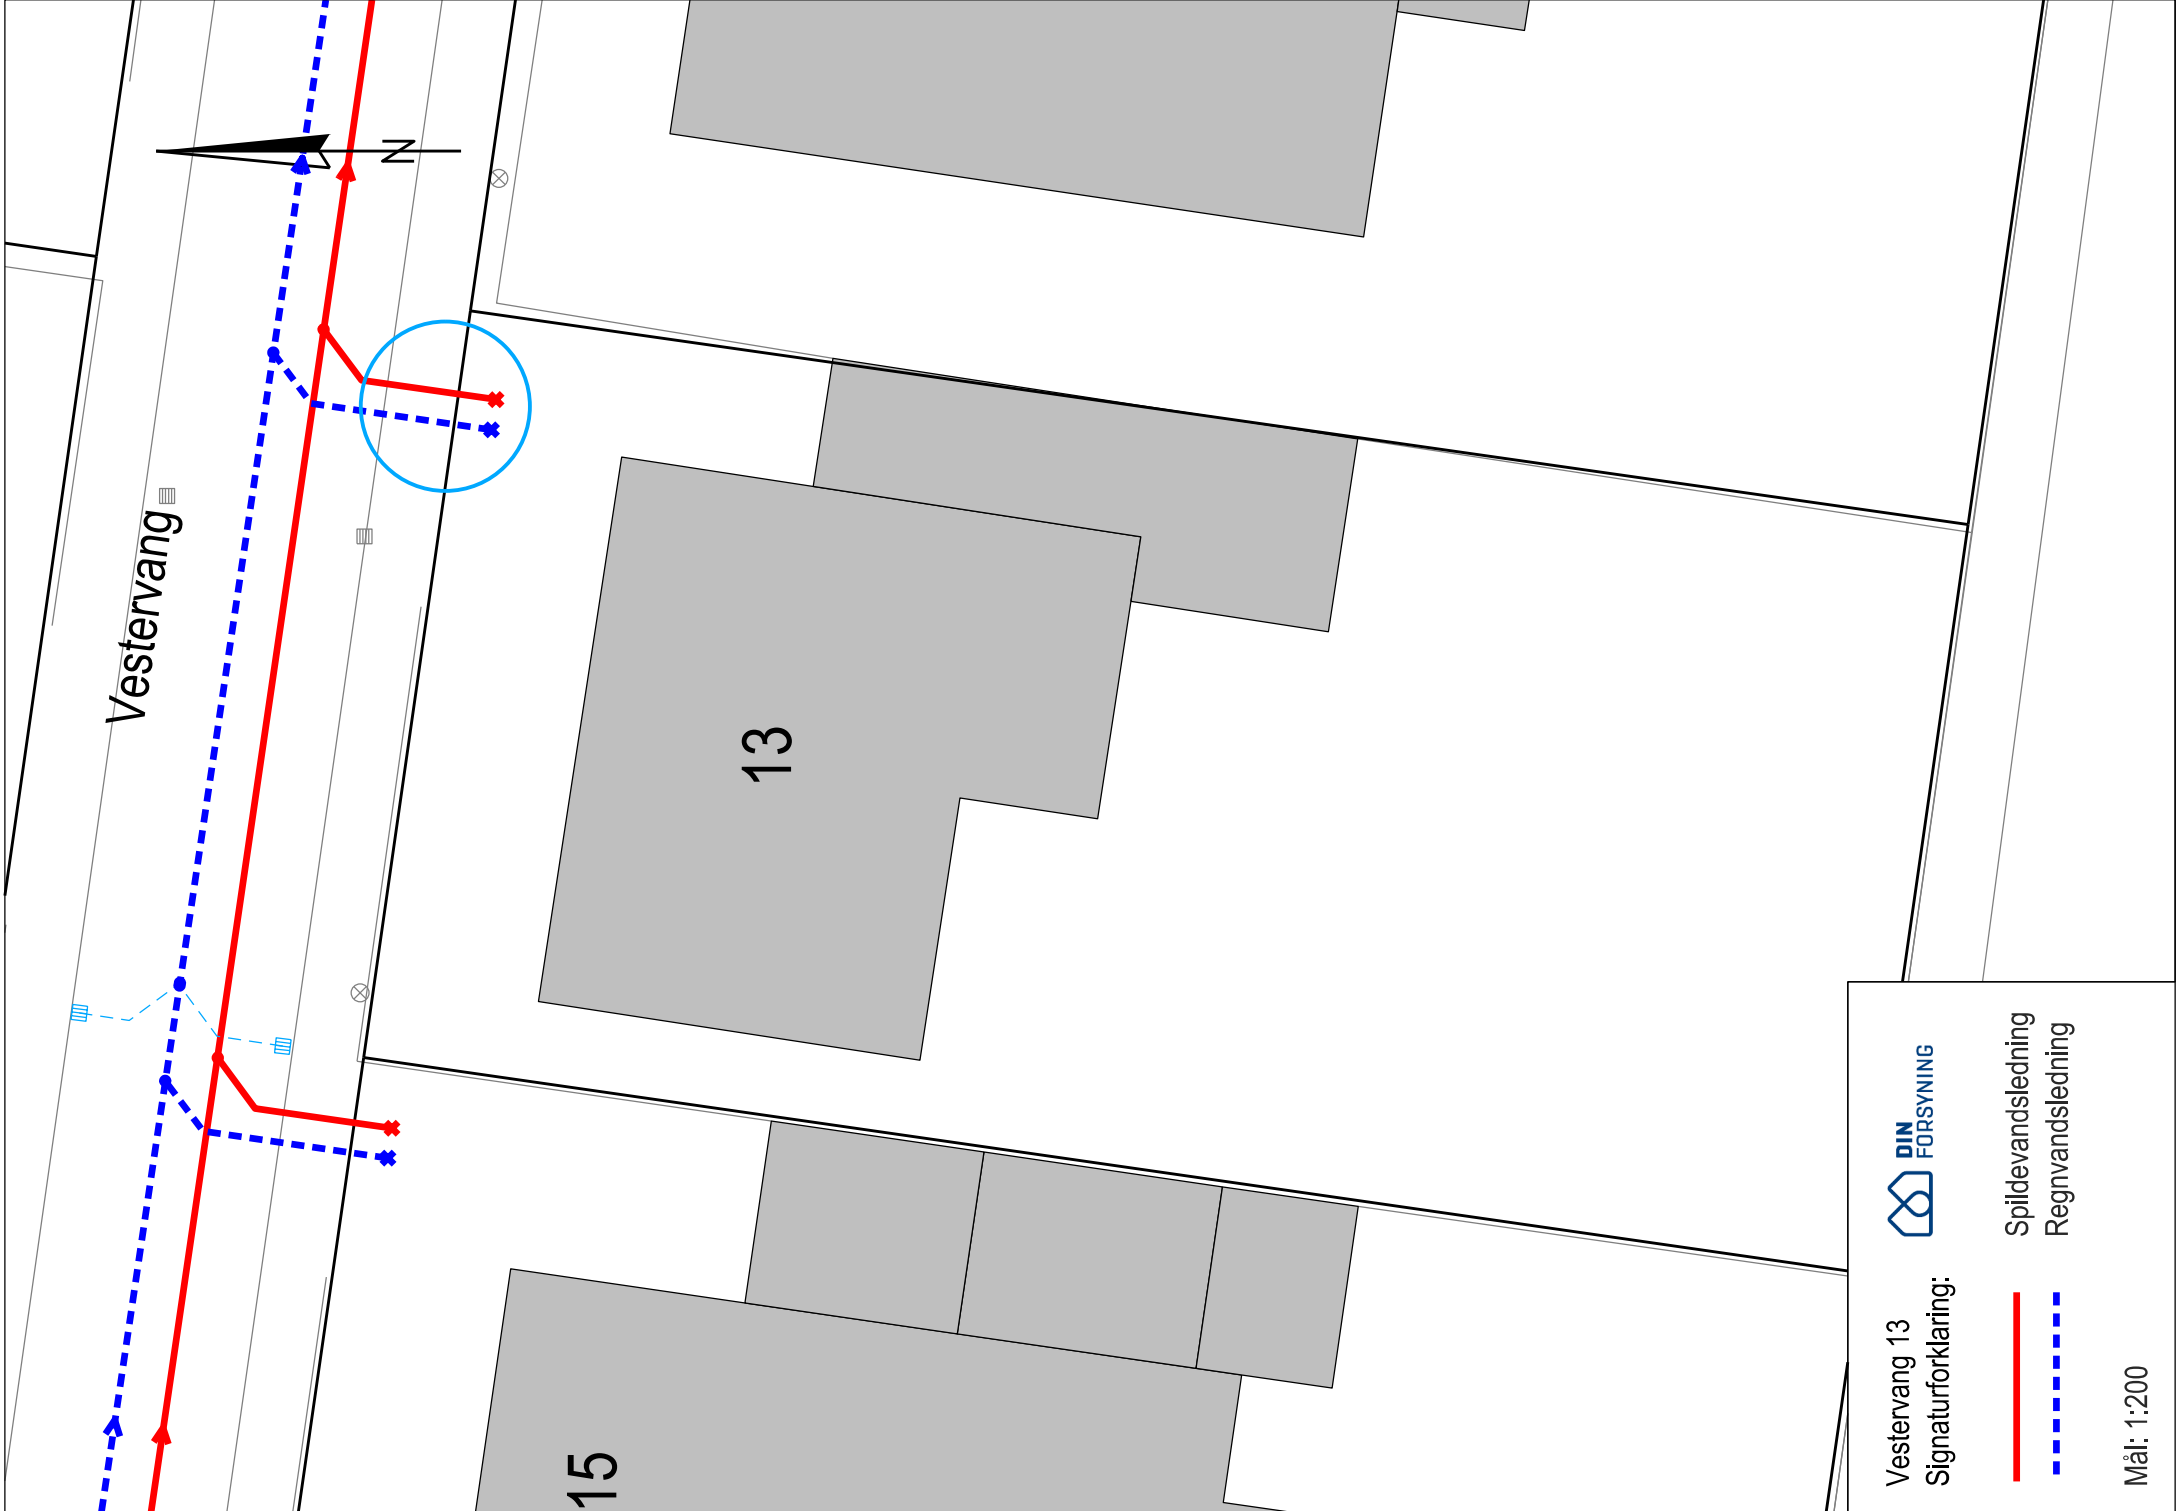 Vestervang
N
13
15
Vestervang 13
Signaturforklaring:
DIN
FORSYNING
Spildevandsledning
Regnvandsledning
Mål: 1:200